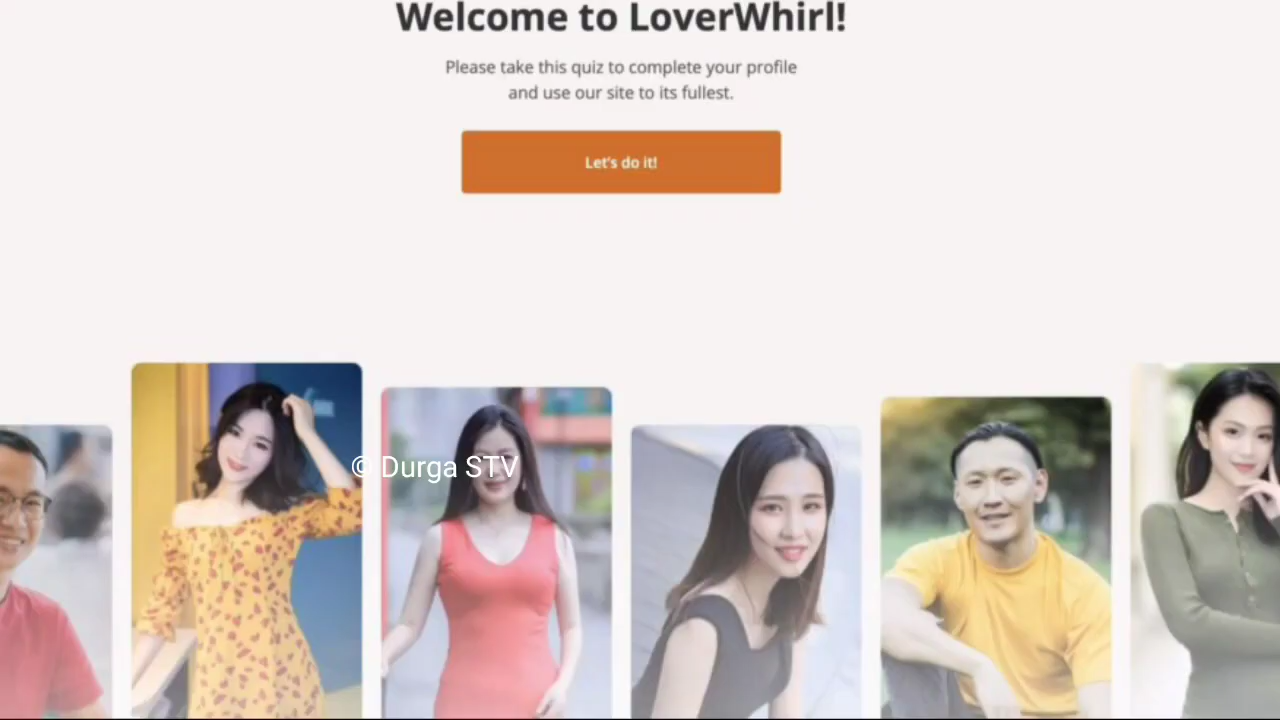 Welcome to LoverWhirl!
Please take this quiz to complete your profile
and use our site to its fullest.
Let's do it!
© Durga STV